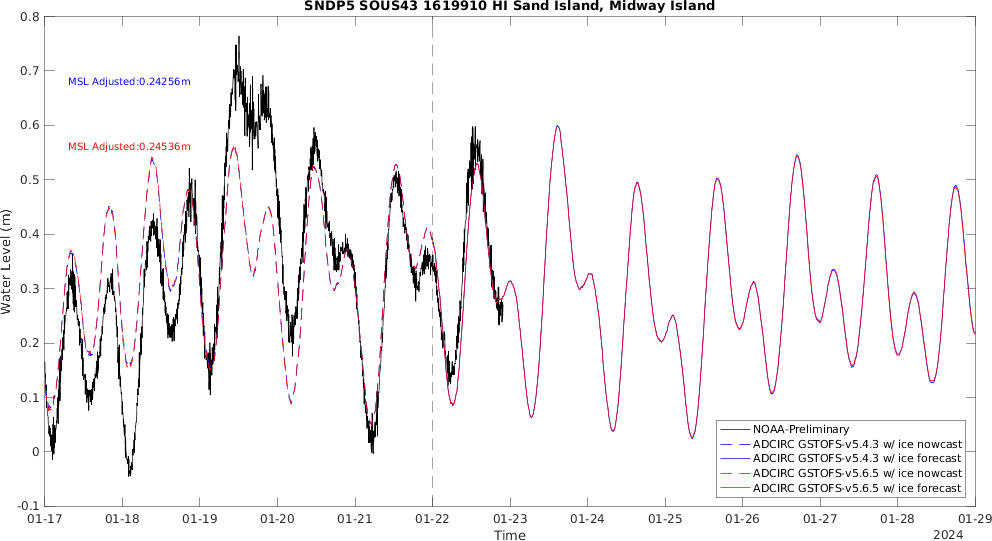 SNDP5 SOUS43 1619910 HI Sand Island, Midway Island
0.8
0.7
0.6
0.5
0.4
0.3
0.2
0.1
0
-0.1
Water Level (m)
MSL Adjusted:0.24256m
MSL Adjusted:0.24536m
NOAA-Preliminary
ADCIRC GSTOFS-v5.4.3 w/ ice nowcast
ADCIRC GSTOFS-v5.4.3 w/ ice forecast
ADCIRC GSTOFS-v5.6.5 w/ ice nowcast
ADCIRC GSTOFS-v5.6.5 w/ ice forecast
01-17 01-18 01-19 01-20 01-21 01-22 01-23 01-24 01-25 01-26 01-27 01-28 01-29
Time
2024